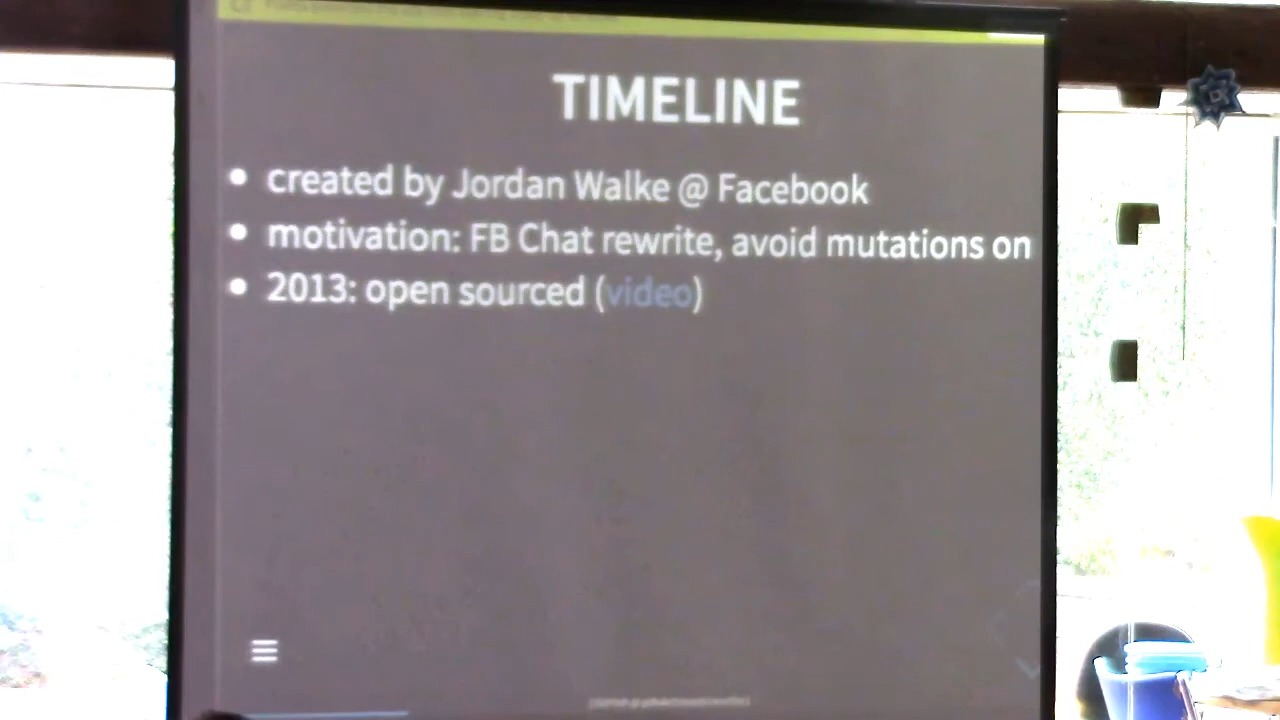 TIMELINE
created by Jordan Walke @ Facebook
motivation: FB Chat rewrite, avoid mutations on
2013: open sourced (video)